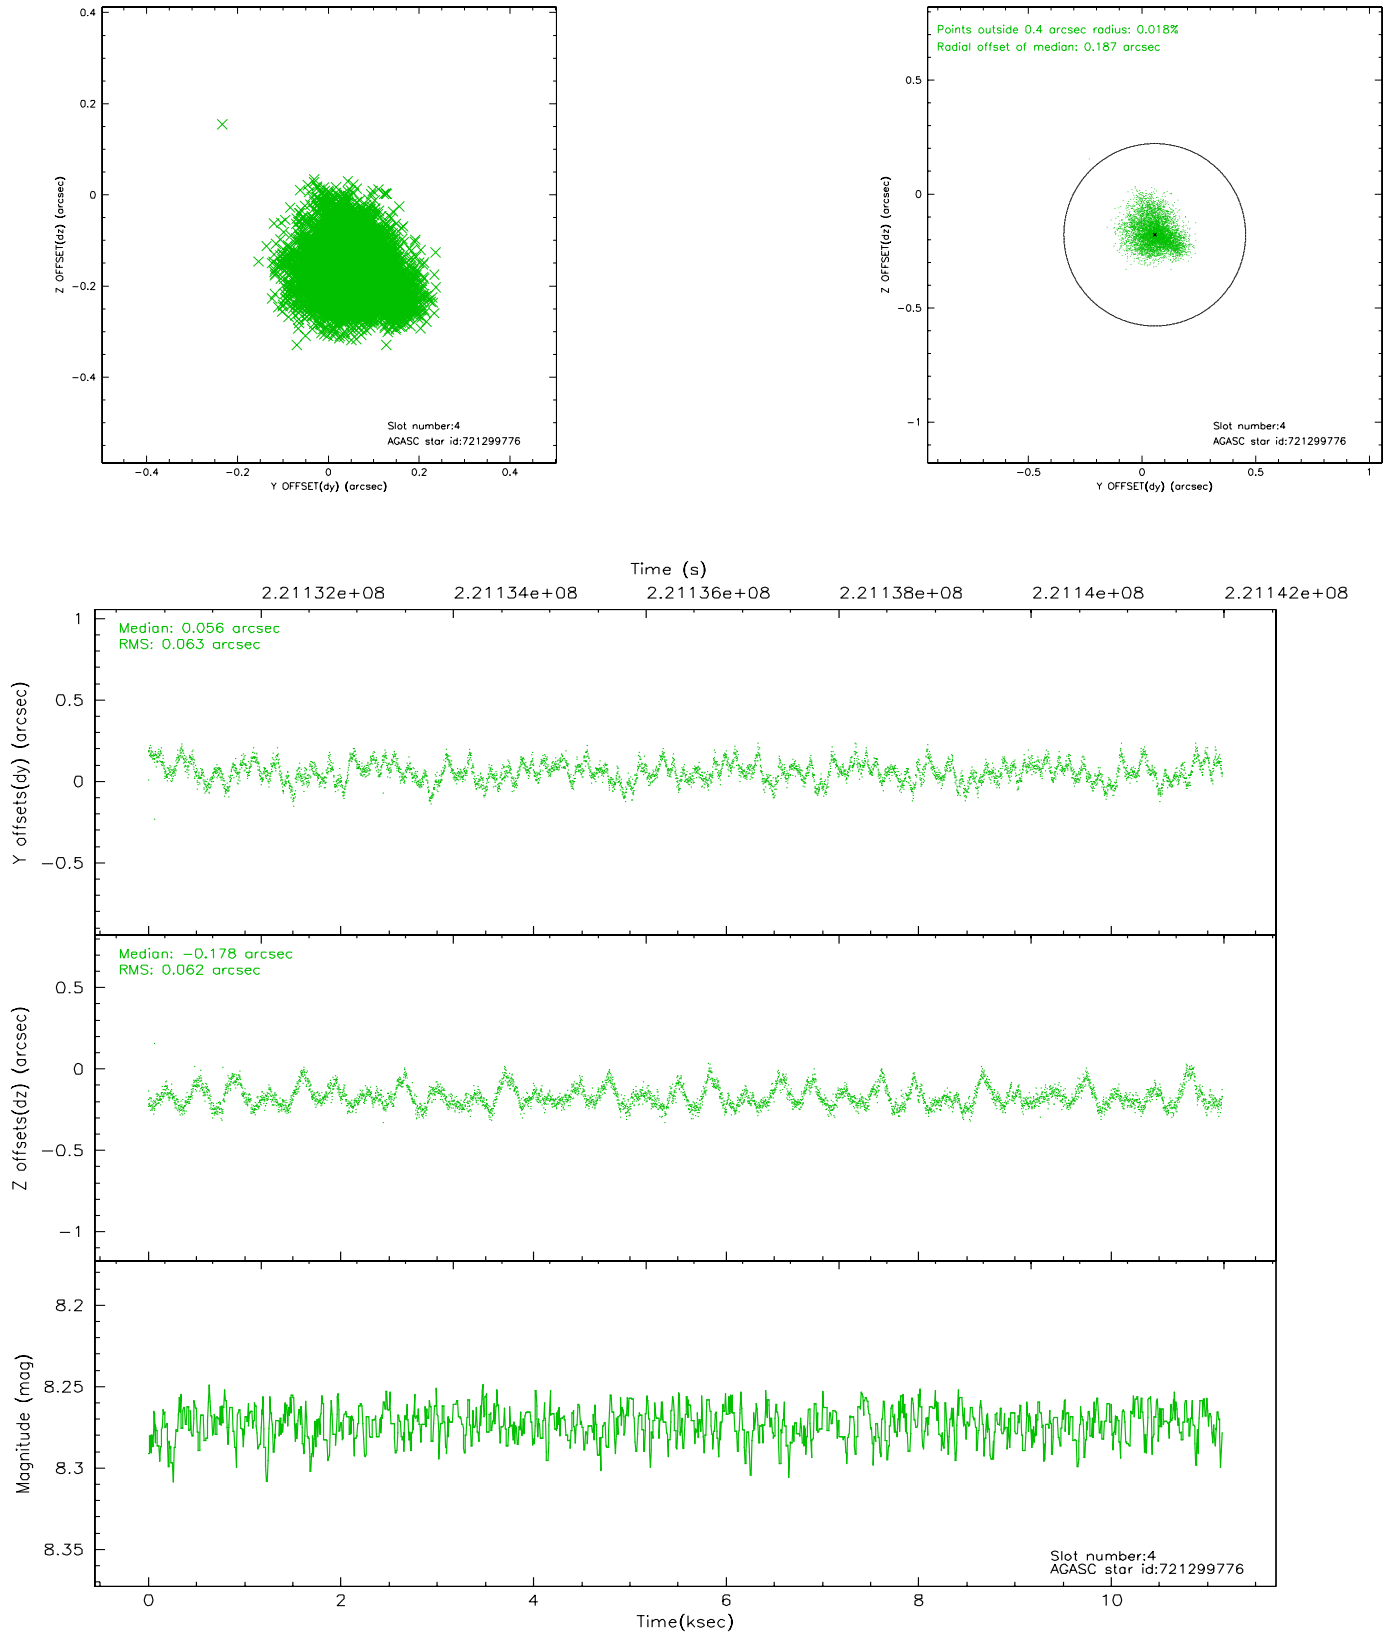 0.4
0.2
0
−0.2
−0.4
Z OFFSET(dz) (arcsec)
Slot number:4
AGASC star id:721299776
−0.4 −0.2 0 0.2 0.4
Y OFFSET(dy) (arcsec)
Points outside 0.4 arcsec radius: 0.018%
Radial offset of median: 0.187 arcsec
0.5
0
−0.5
−1
Z OFFSET(dz) (arcsec)
Slot number:4
AGASC star id:721299776
−0.5 0 0.5 1
Y OFFSET(dy) (arcsec)
Time (s)
2.21132e+08 2.21134e+08 2.21136e+08 2.21138e+08 2.2114e+08 2.21142e+08
Median: 0.056 arcsec
RMS: 0.063 arcsec
1
0.5
0
−0.5
Y offsets(dy) (arcsec)
Median: −0.178 arcsec
RMS: 0.062 arcsec
0.5
0
−0.5
−1
Z offsets(dz) (arcsec)
8.2
8.25
8.3
8.35
Magnitude (mag)
Slot number:4
AGASC star id:721299776
0 2 4 6 8 10
Time(ksec)